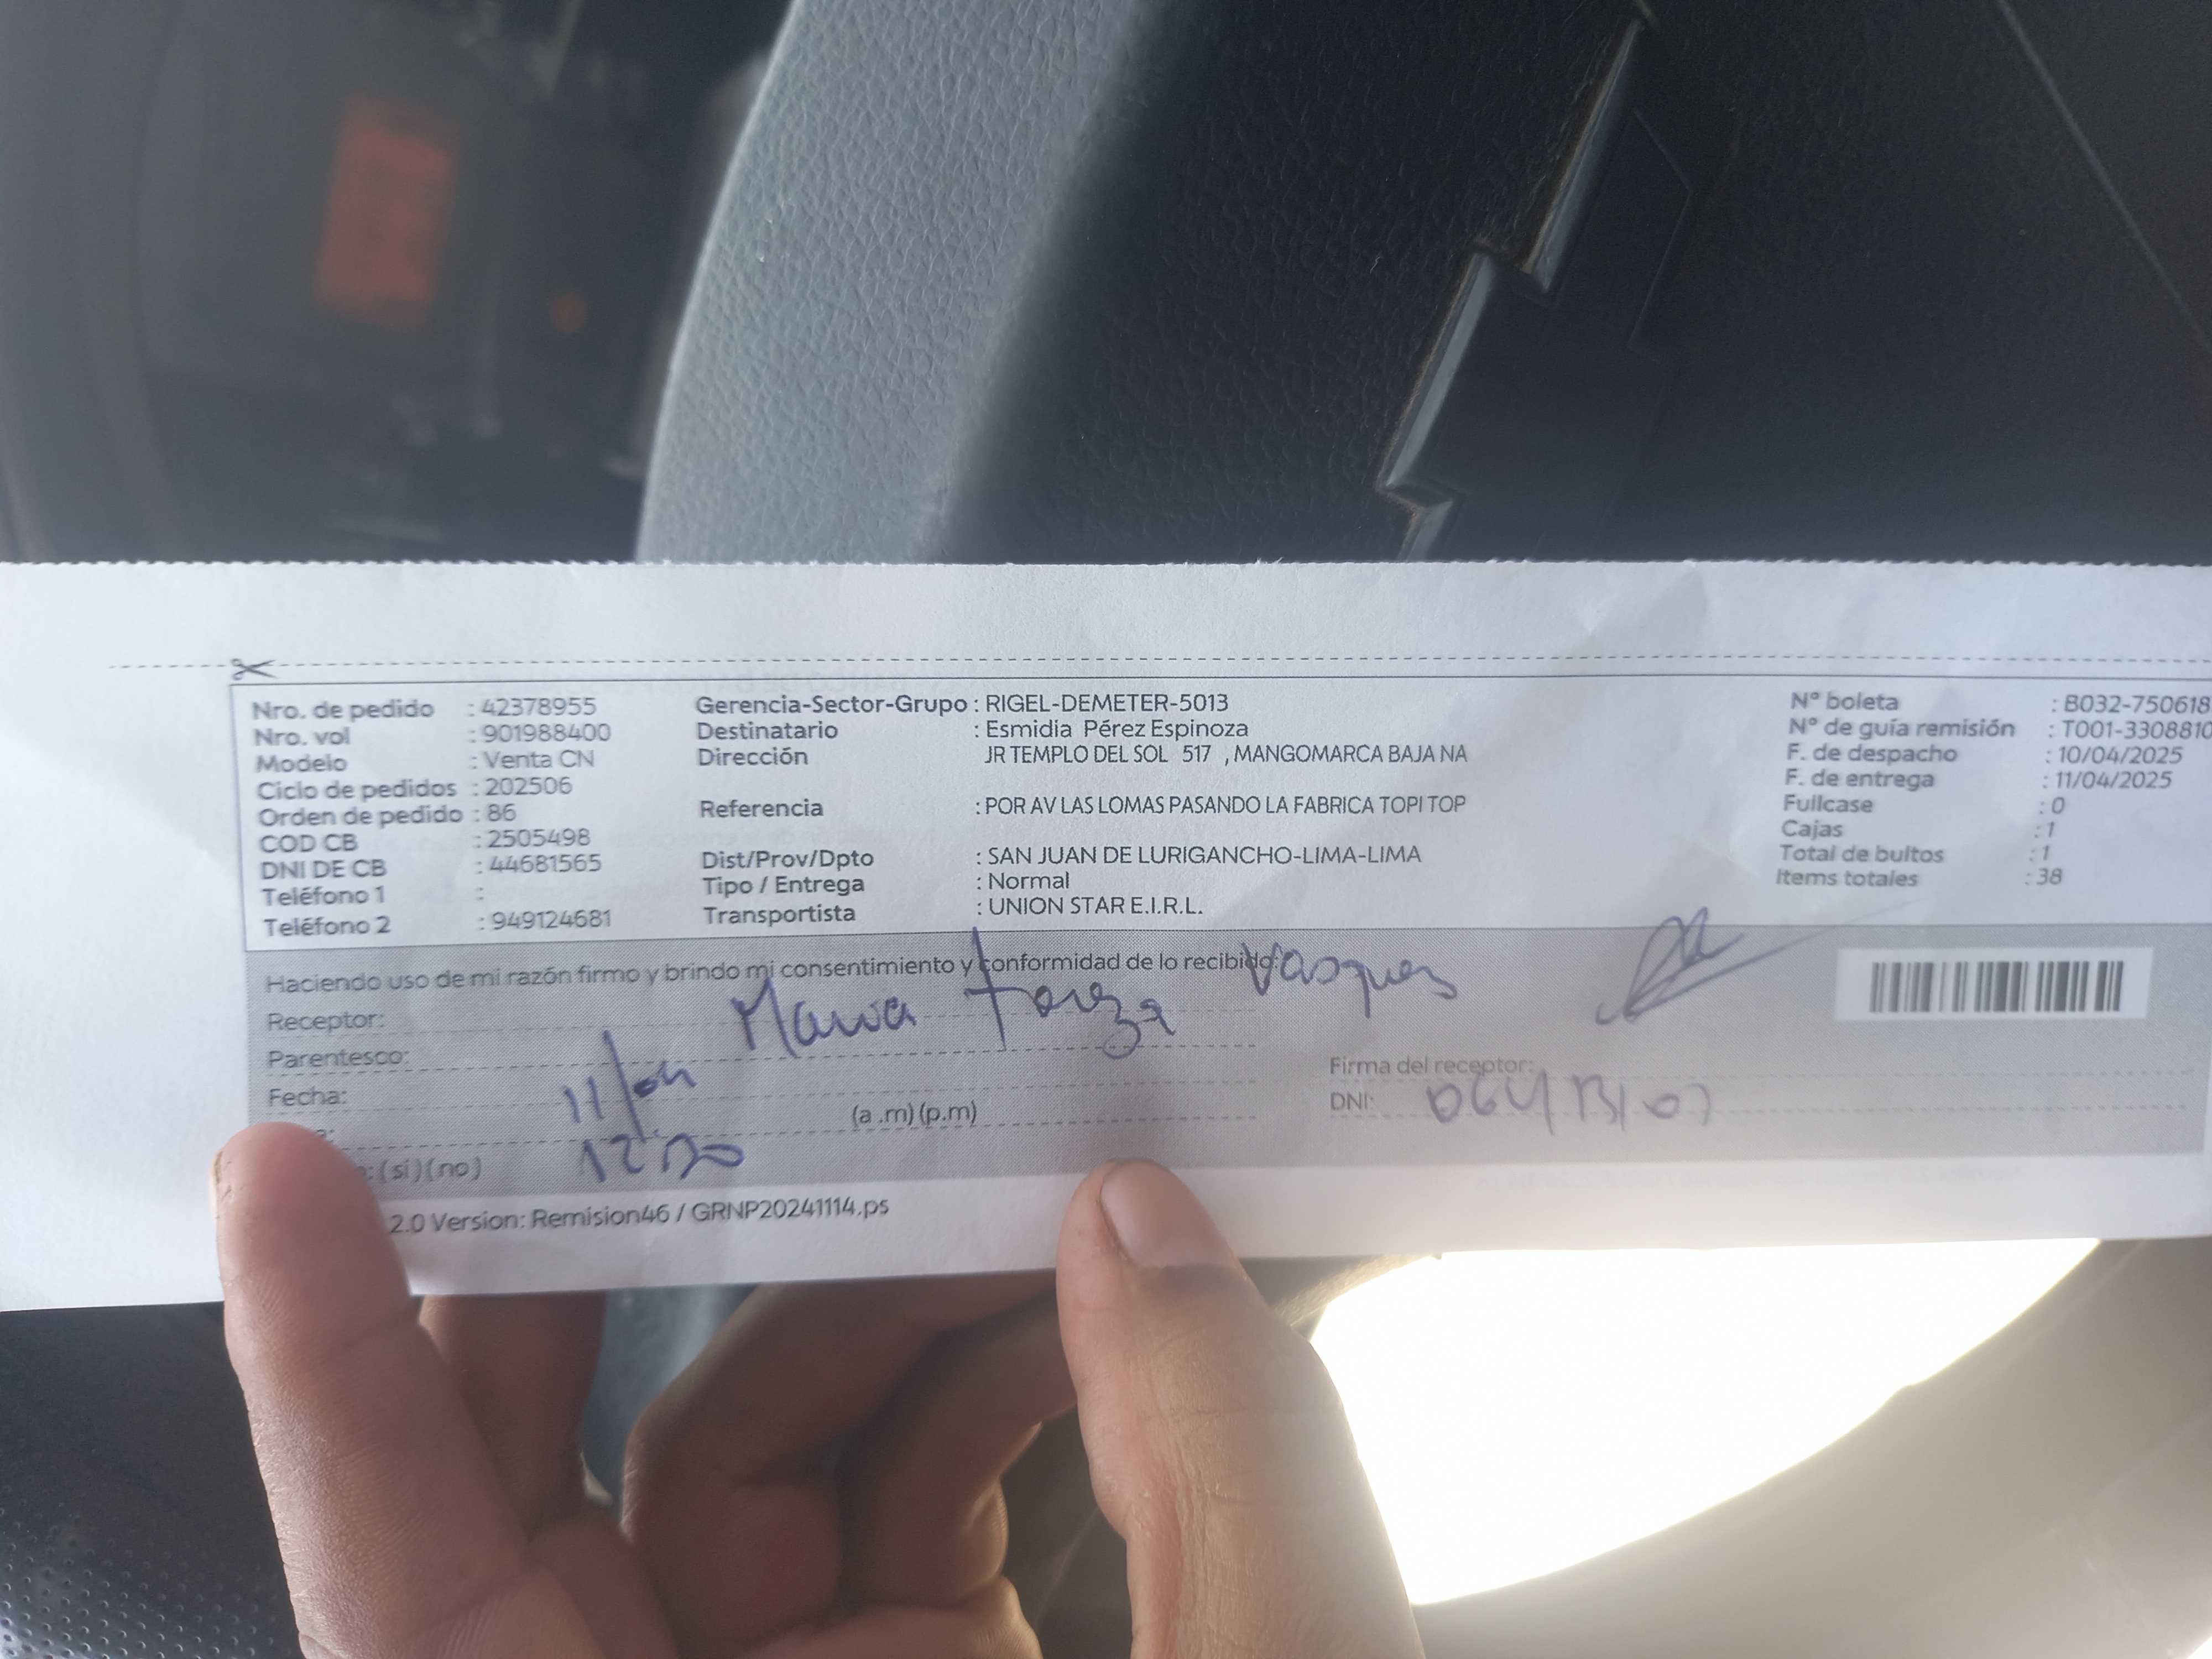 Nro. de pedido : 42378955
Nro. vol : 901988400
Modelo : Venta CN
Ciclo de pedidos : 202506
Orden de pedido : 86
COD CB : 2505498
DNI DE CB : 44681565
Teléfono 1 :
Teléfono 2 : 949124681
Gerencia-Sector-Grupo : RIGEL-DEMETER-5013
Destinatario : Esmidia Pérez Espinoza
Dirección JR TEMPLO DEL SOL 517 , MANGOMARCA BAJA NA
Referencia : POR AV LAS LOMAS PASANDO LA FABRICA TOPI TOP
Dist/Prov/Dpto : SAN JUAN DE LURIGANCHO-LIMA-LIMA
Tipo / Entrega : Normal
Transportista : UNION STAR E.I.R.L.
Nº boleta : B032-750618
Nº de guía remisión : T001-3308810
F. de despacho : 10/04/2025
F. de entrega : 11/04/2025
Fullcase : 0
Cajas : 1
Total de bultos : 1
Items totales : 38
Haciendo uso de mi razón firmo y brindo mi consentimiento y conformidad de lo recibido:
Receptor: Vasquez
Parentesco:
Fecha: 11/04
(a .m) (p.m)
(si) (no)
Firma del receptor:
DNI:
2.0 Version: Remision46 / GRNP20241114.ps